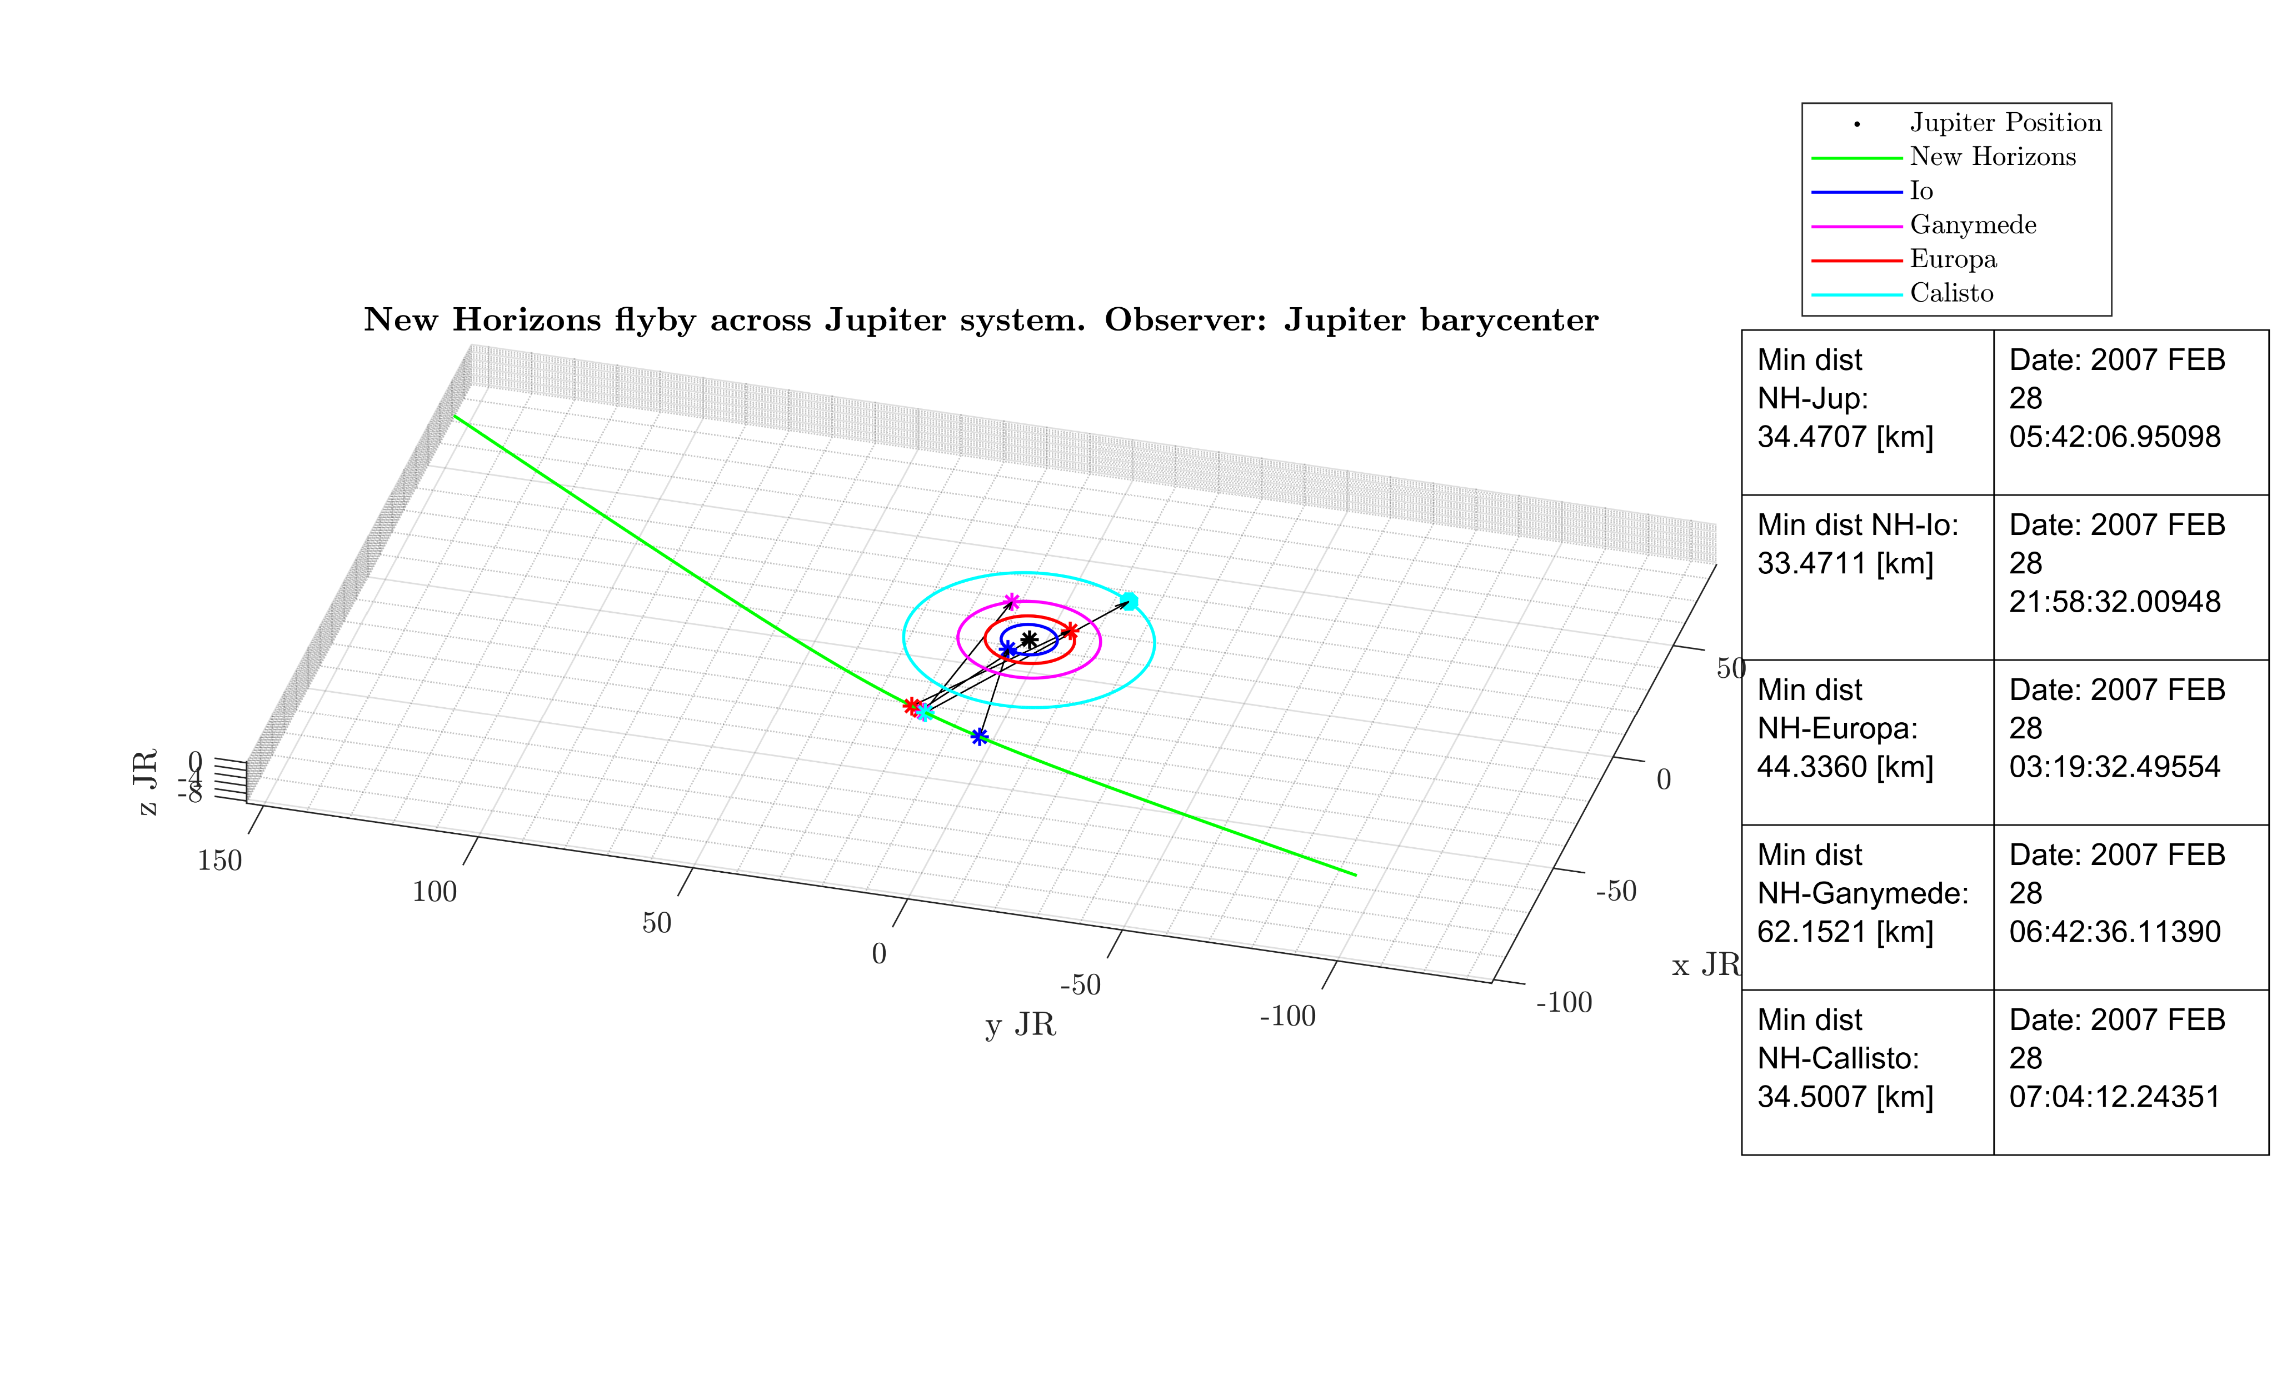 Jupiter Position
New Horizons
Io
Ganymede
Europa
Calisto
New Horizons flyby across Jupiter system. Observer: Jupiter barycenter
Min dist
NH-Jup:
34.4707 [km]
Date: 2007 FEB
28
05:42:06.95098
Min dist NH-Io:
33.4711 [km]
Date: 2007 FEB
28
21:58:32.00948
Min dist
NH-Europa:
44.3360 [km]
Date: 2007 FEB
28
03:19:32.49554
Min dist
NH-Ganymede:
62.1521 [km]
Date: 2007 FEB
28
06:42:36.11390
Min dist
NH-Callisto:
34.5007 [km]
Date: 2007 FEB
28
07:04:12.24351
z JR
0
-4
-8
150
100
50
0
-50
-100
y JR
50
0
-50
-100
x JR